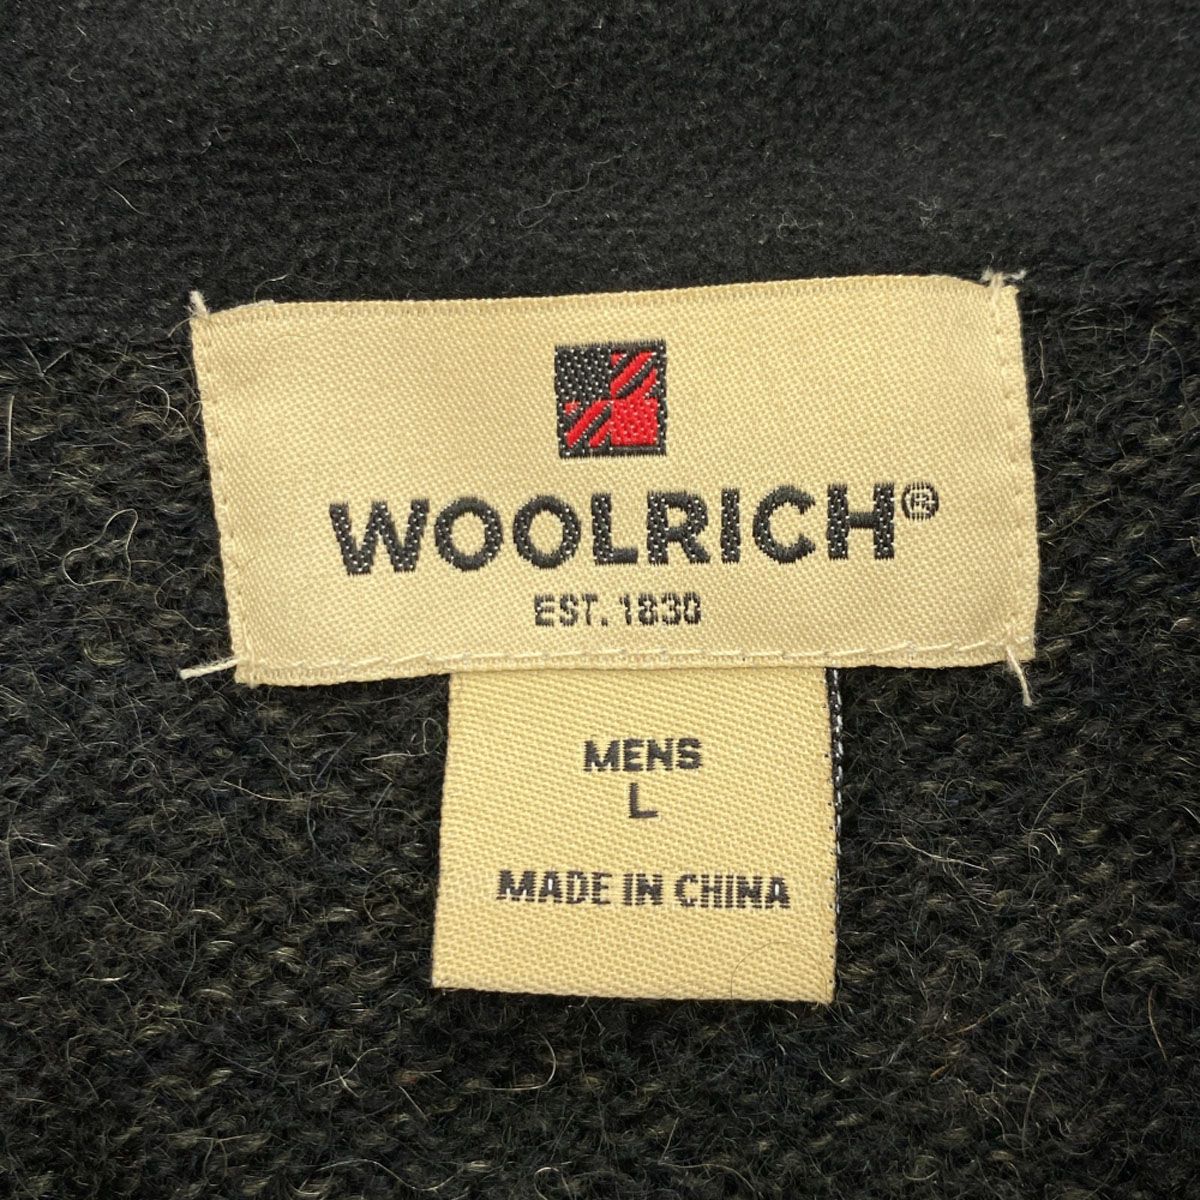 WOOLRICH®
EST. 1830
MENS
L
MADE IN CHINA